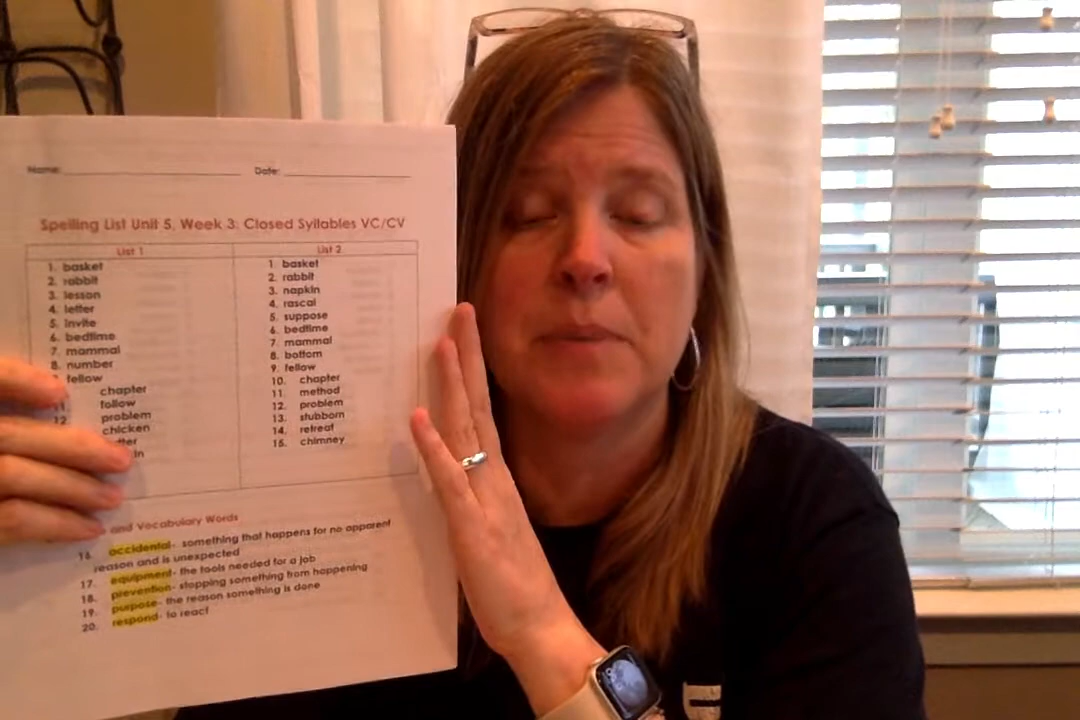 Name: Date:
Spelling List Unit 5, Week 3: Closed Syllables VC/CV
List 1
1. basket
2. rabbit
3. lesson
4. letter
5. invite
6. bedtime
7. mammal
8. number
9. fellow
chapter
11. follow
12. problem
chicken
tter
in
List 2
1. basket
2. rabbit
3. napkin
4. rascal
5. suppose
6. bedtime
7. mammal
8. bottom
9. fellow
10. chapter
11. method
12. problem
13. stubborn
14. retreat
15. chimney
and Vocabulary Words
16. accidental- something that happens for no apparent
reason and is unexpected
17. equipment- the tools needed for a job
18. prevention- stopping something from happening
19. purpose- the reason something is done
20. respond- to react